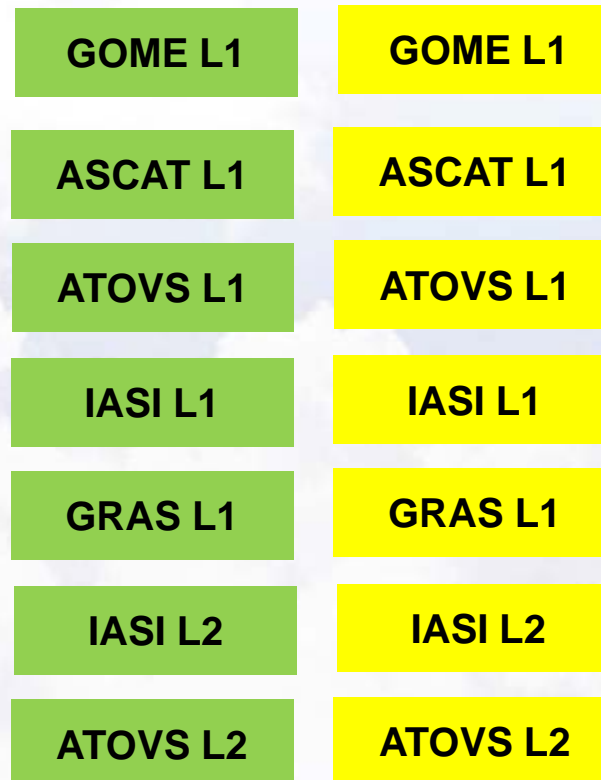 GOME L1 GOME L1
ASCAT L1 ASCAT L1
ATOVS L1 ATOVS L1
IASI L1 IASI L1
GRAS L1 GRAS L1
IASI L2 IASI L2
ATOVS L2 ATOVS L2